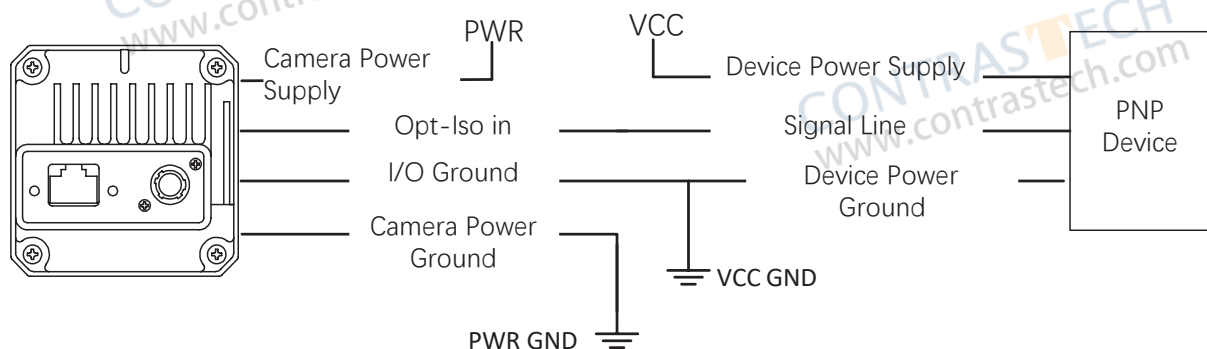 CONTRASTECH
www.contrastech.com
PWR
VCC
Camera Power
Supply
Device Power Supply
Opt-Iso in
Signal Line
PNP
Device
I/O Ground
Device Power
Ground
Camera Power
Ground
VCC GND
PWR GND